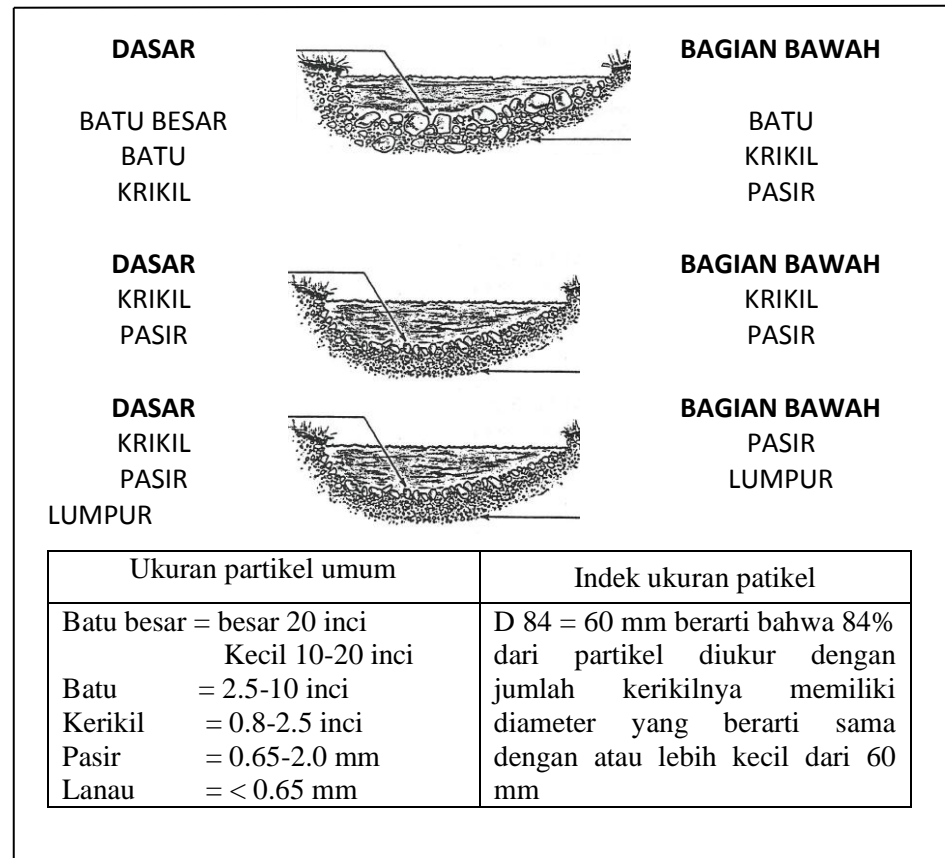 DASAR
BAGIAN BAWAH
BATU BESAR
BATU
BATU
KRIKIL
KRIKIL
PASIR
DASAR
BAGIAN BAWAH
KRIKIL
KRIKIL
PASIR
PASIR
DASAR
BAGIAN BAWAH
KRIKIL
PASIR
PASIR
LUMPUR
LUMPUR
Ukuran partikel umum
Batu besar = besar 20 inci
Kecil 10-20 inci
Batu = 2.5-10 inci
Kerikil = 0.8-2.5 inci
Pasir = 0.65-2.0 mm
Lanau = < 0.65 mm
Indek ukuran patikel
D 84 = 60 mm berarti bahwa 84%
dari partikel diukur dengan
jumlah kerikilnya memiliki
diameter yang berarti sama
dengan atau lebih kecil dari 60
mm